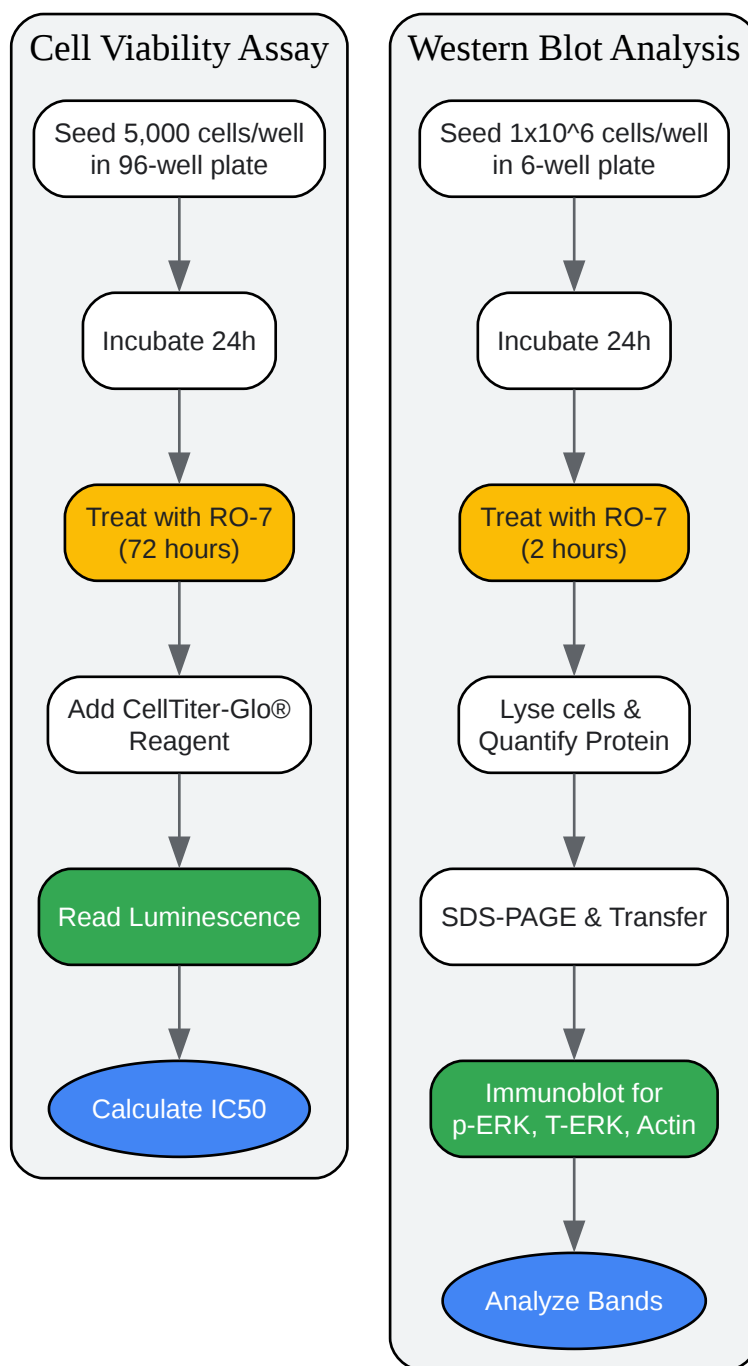 Cell Viability Assay
Seed 5,000 cells/well
in 96-well plate
Incubate 24h
Treat with RO-7
(72 hours)
Add CellTiter-Glo®
Reagent
Read Luminescence
Calculate IC50
Western Blot Analysis
Seed 1x10^6 cells/well
in 6-well plate
Incubate 24h
Treat with RO-7
(2 hours)
Lyse cells &
Quantify Protein
SDS-PAGE & Transfer
Immunoblot for
p-ERK, T-ERK, Actin
Analyze Bands